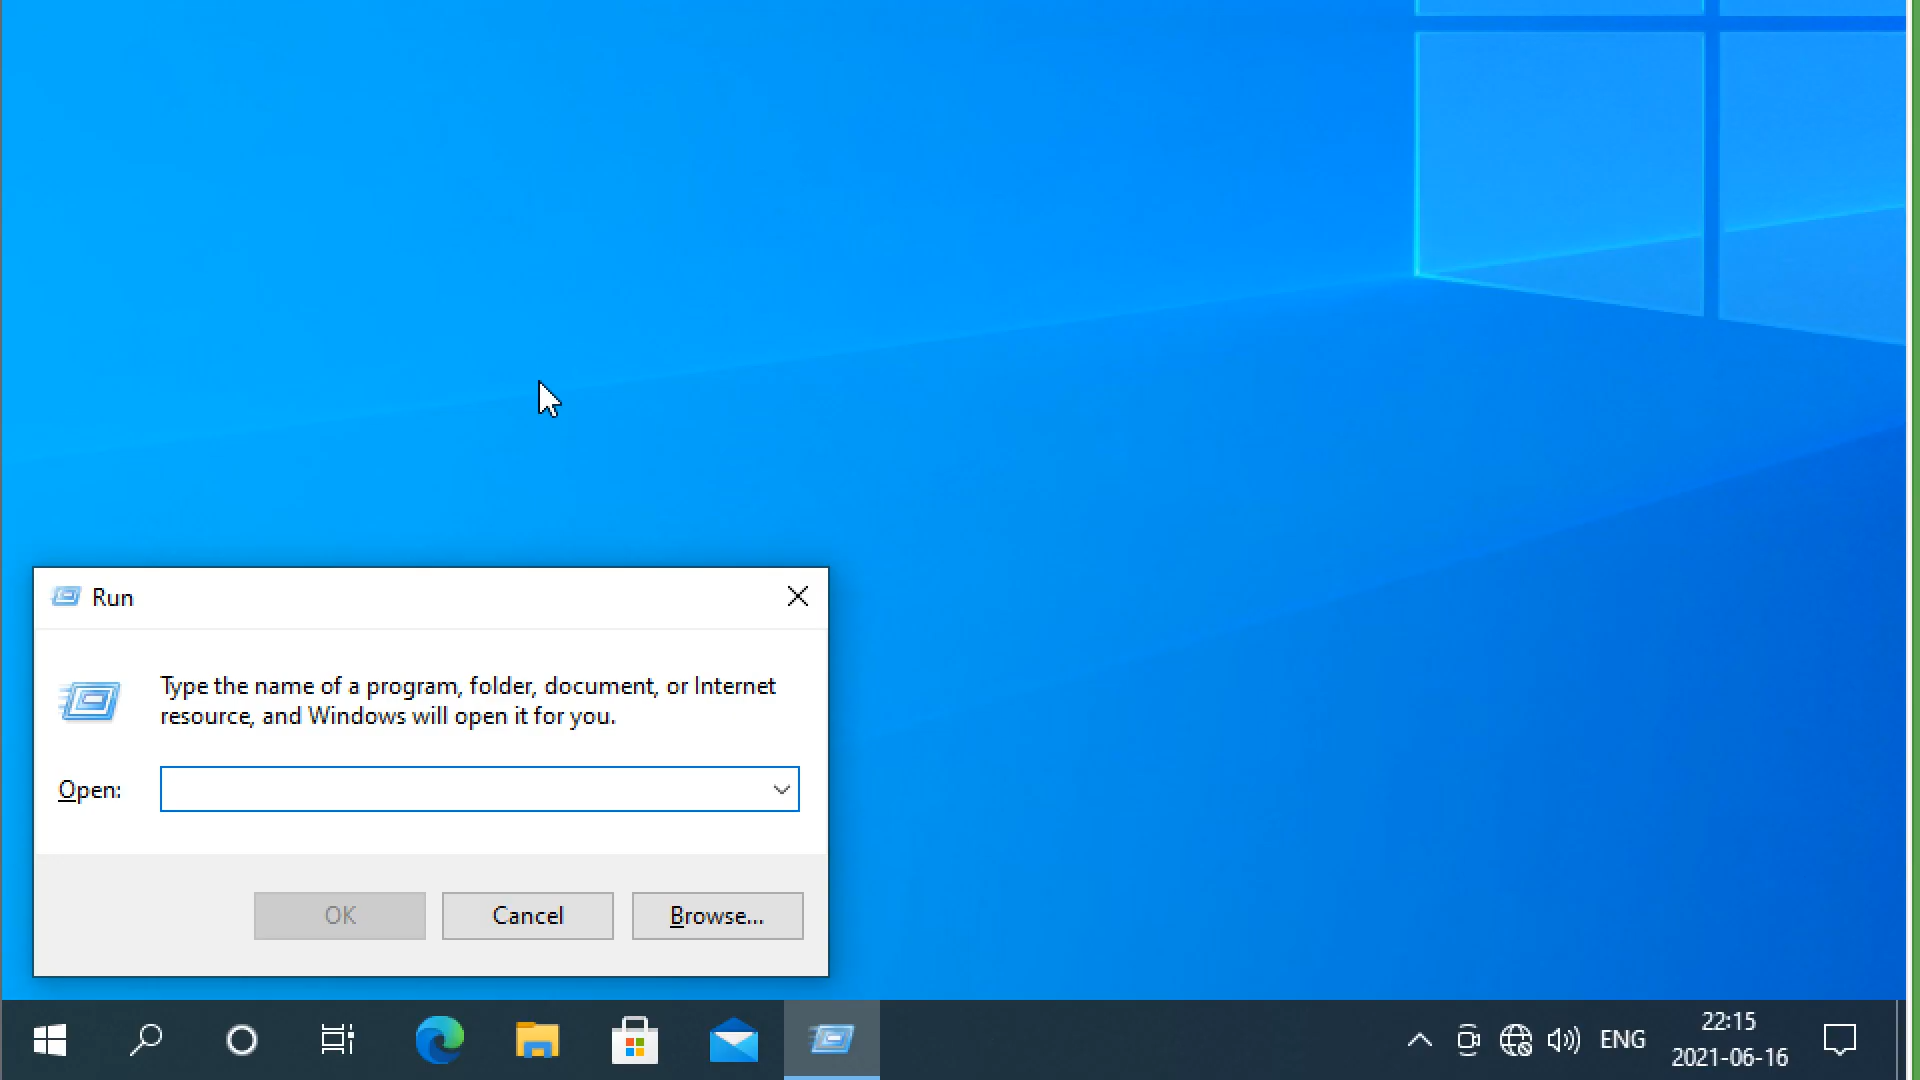 Run
Type the name of a program, folder, document, or Internet
resource, and Windows will open it for you.
Open:
OK
Cancel
Browse...
ENG
22:15
2021-06-16